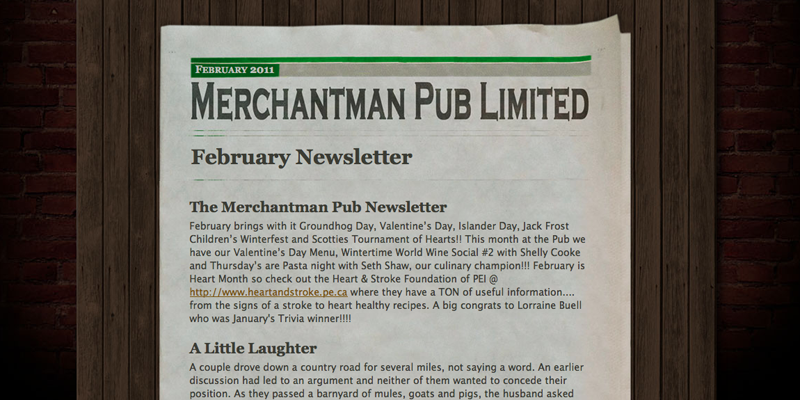 FEBRUARY 2011
MERCHANTMAN PUB LIMITED
February Newsletter
The Merchantman Pub Newsletter
February brings with it Groundhog Day, Valentine's Day, Islander Day, Jack Frost
Children's Winterfest and Scotties Tournament of Hearts!! This month at the Pub we
have our Valentine's Day Menu, Wintertime World Wine Social #2 with Shelly Cooke
and Thursday's are Pasta night with Seth Shaw, our culinary champion!!! February is
Heart Month so check out the Heart & Stroke Foundation of PEI @
http://www.heartandstroke.pe.ca where they have a TON of useful information....
from the signs of a stroke to heart healthy recipes. A big congrats to Lorraine Buell
who was January's Trivia winner!!!!
A Little Laughter
A couple drove down a country road for several miles, not saying a word. An earlier
discussion had led to an argument and neither of them wanted to concede their
position. As they passed a barnyard of mules, goats and pigs, the husband asked